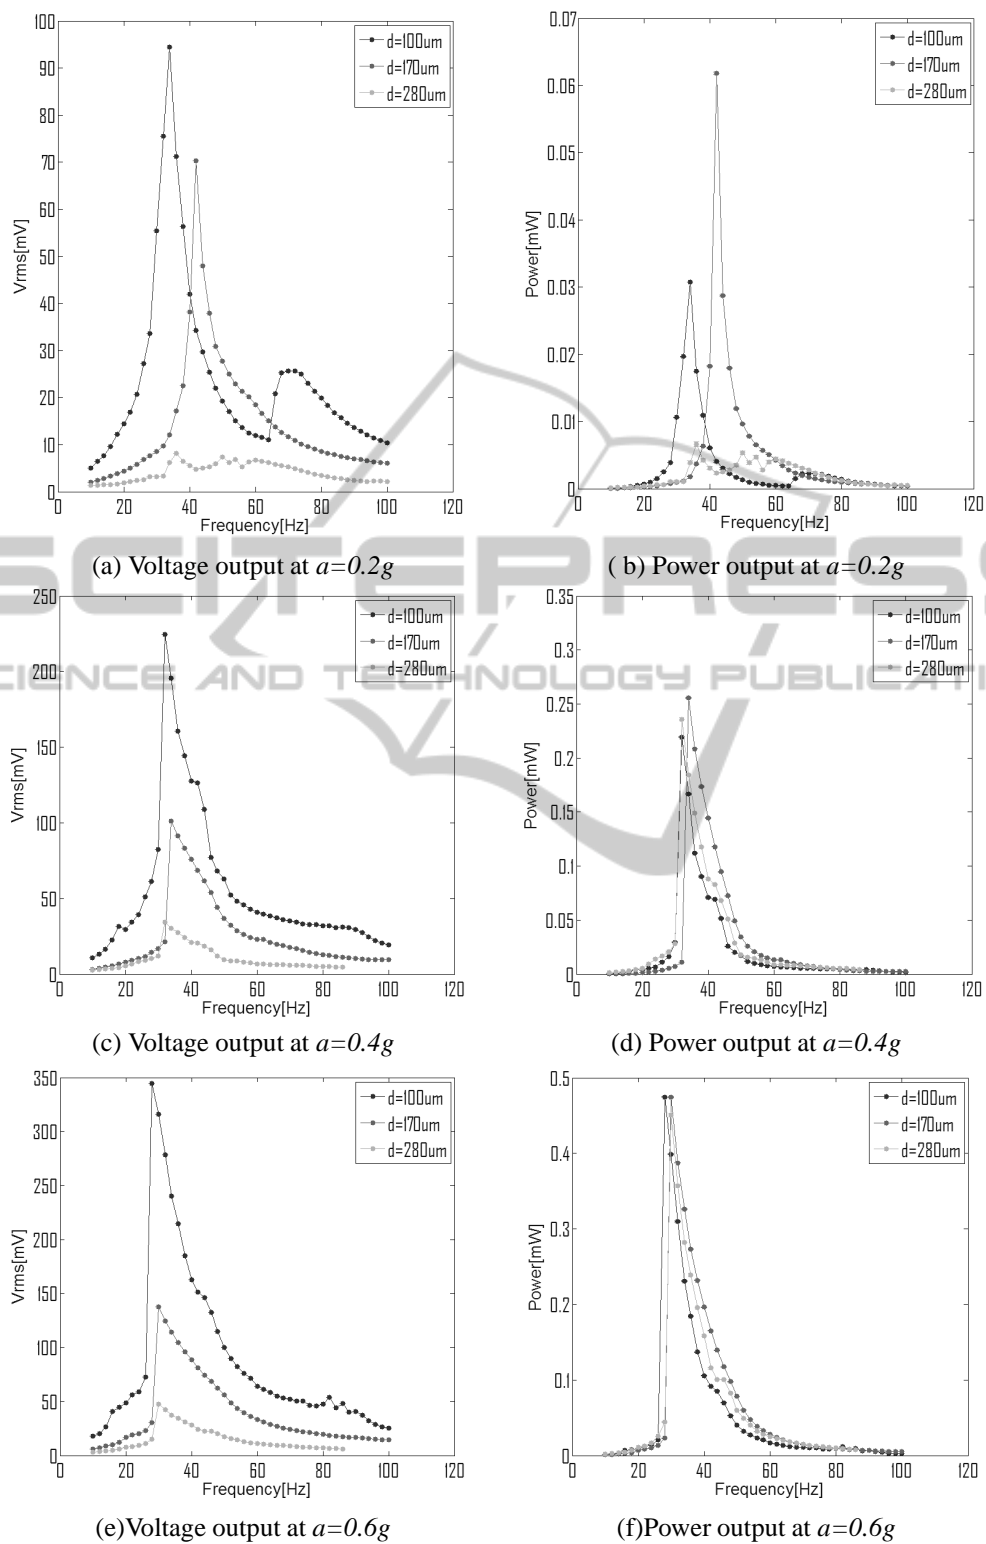 100
90
80
70
60
50
40
30
20
10
0
Vrms[mV]
0 20 40 60 80 100 120
Frequency[Hz]
d=100um
d=170um
d=280um
(a) Voltage output at a=0.2g
0.07
0.06
0.05
0.04
0.03
0.02
0.01
0
Power[mW]
0 20 40 60 80 100 120
Frequency[Hz]
d=100um
d=170um
d=280um
( b) Power output at a=0.2g
SCITEPRESS
SCIENCE AND TECHNOLOGY PUBLICATI
250
200
150
100
50
0
Vrms[mV]
0 20 40 60 80 100 120
Frequency[Hz]
d=100um
d=170um
d=280um
(c) Voltage output at a=0.4g
0.35
0.3
0.25
0.2
0.15
0.1
0.05
0
Power[mW]
0 20 40 60 80 100 120
Frequency[Hz]
d=100um
d=170um
d=280um
(d) Power output at a=0.4g
350
300
250
200
150
100
50
0
Vrms[mV]
0 20 40 60 80 100 120
Frequency[Hz]
d=100um
d=170um
d=280um
(e)Voltage output at a=0.6g
0.5
0.4
0.3
0.2
0.1
0
Power[mW]
0 20 40 60 80 100 120
Frequency[Hz]
d=100um
d=170um
d=280um
(f)Power output at a=0.6g